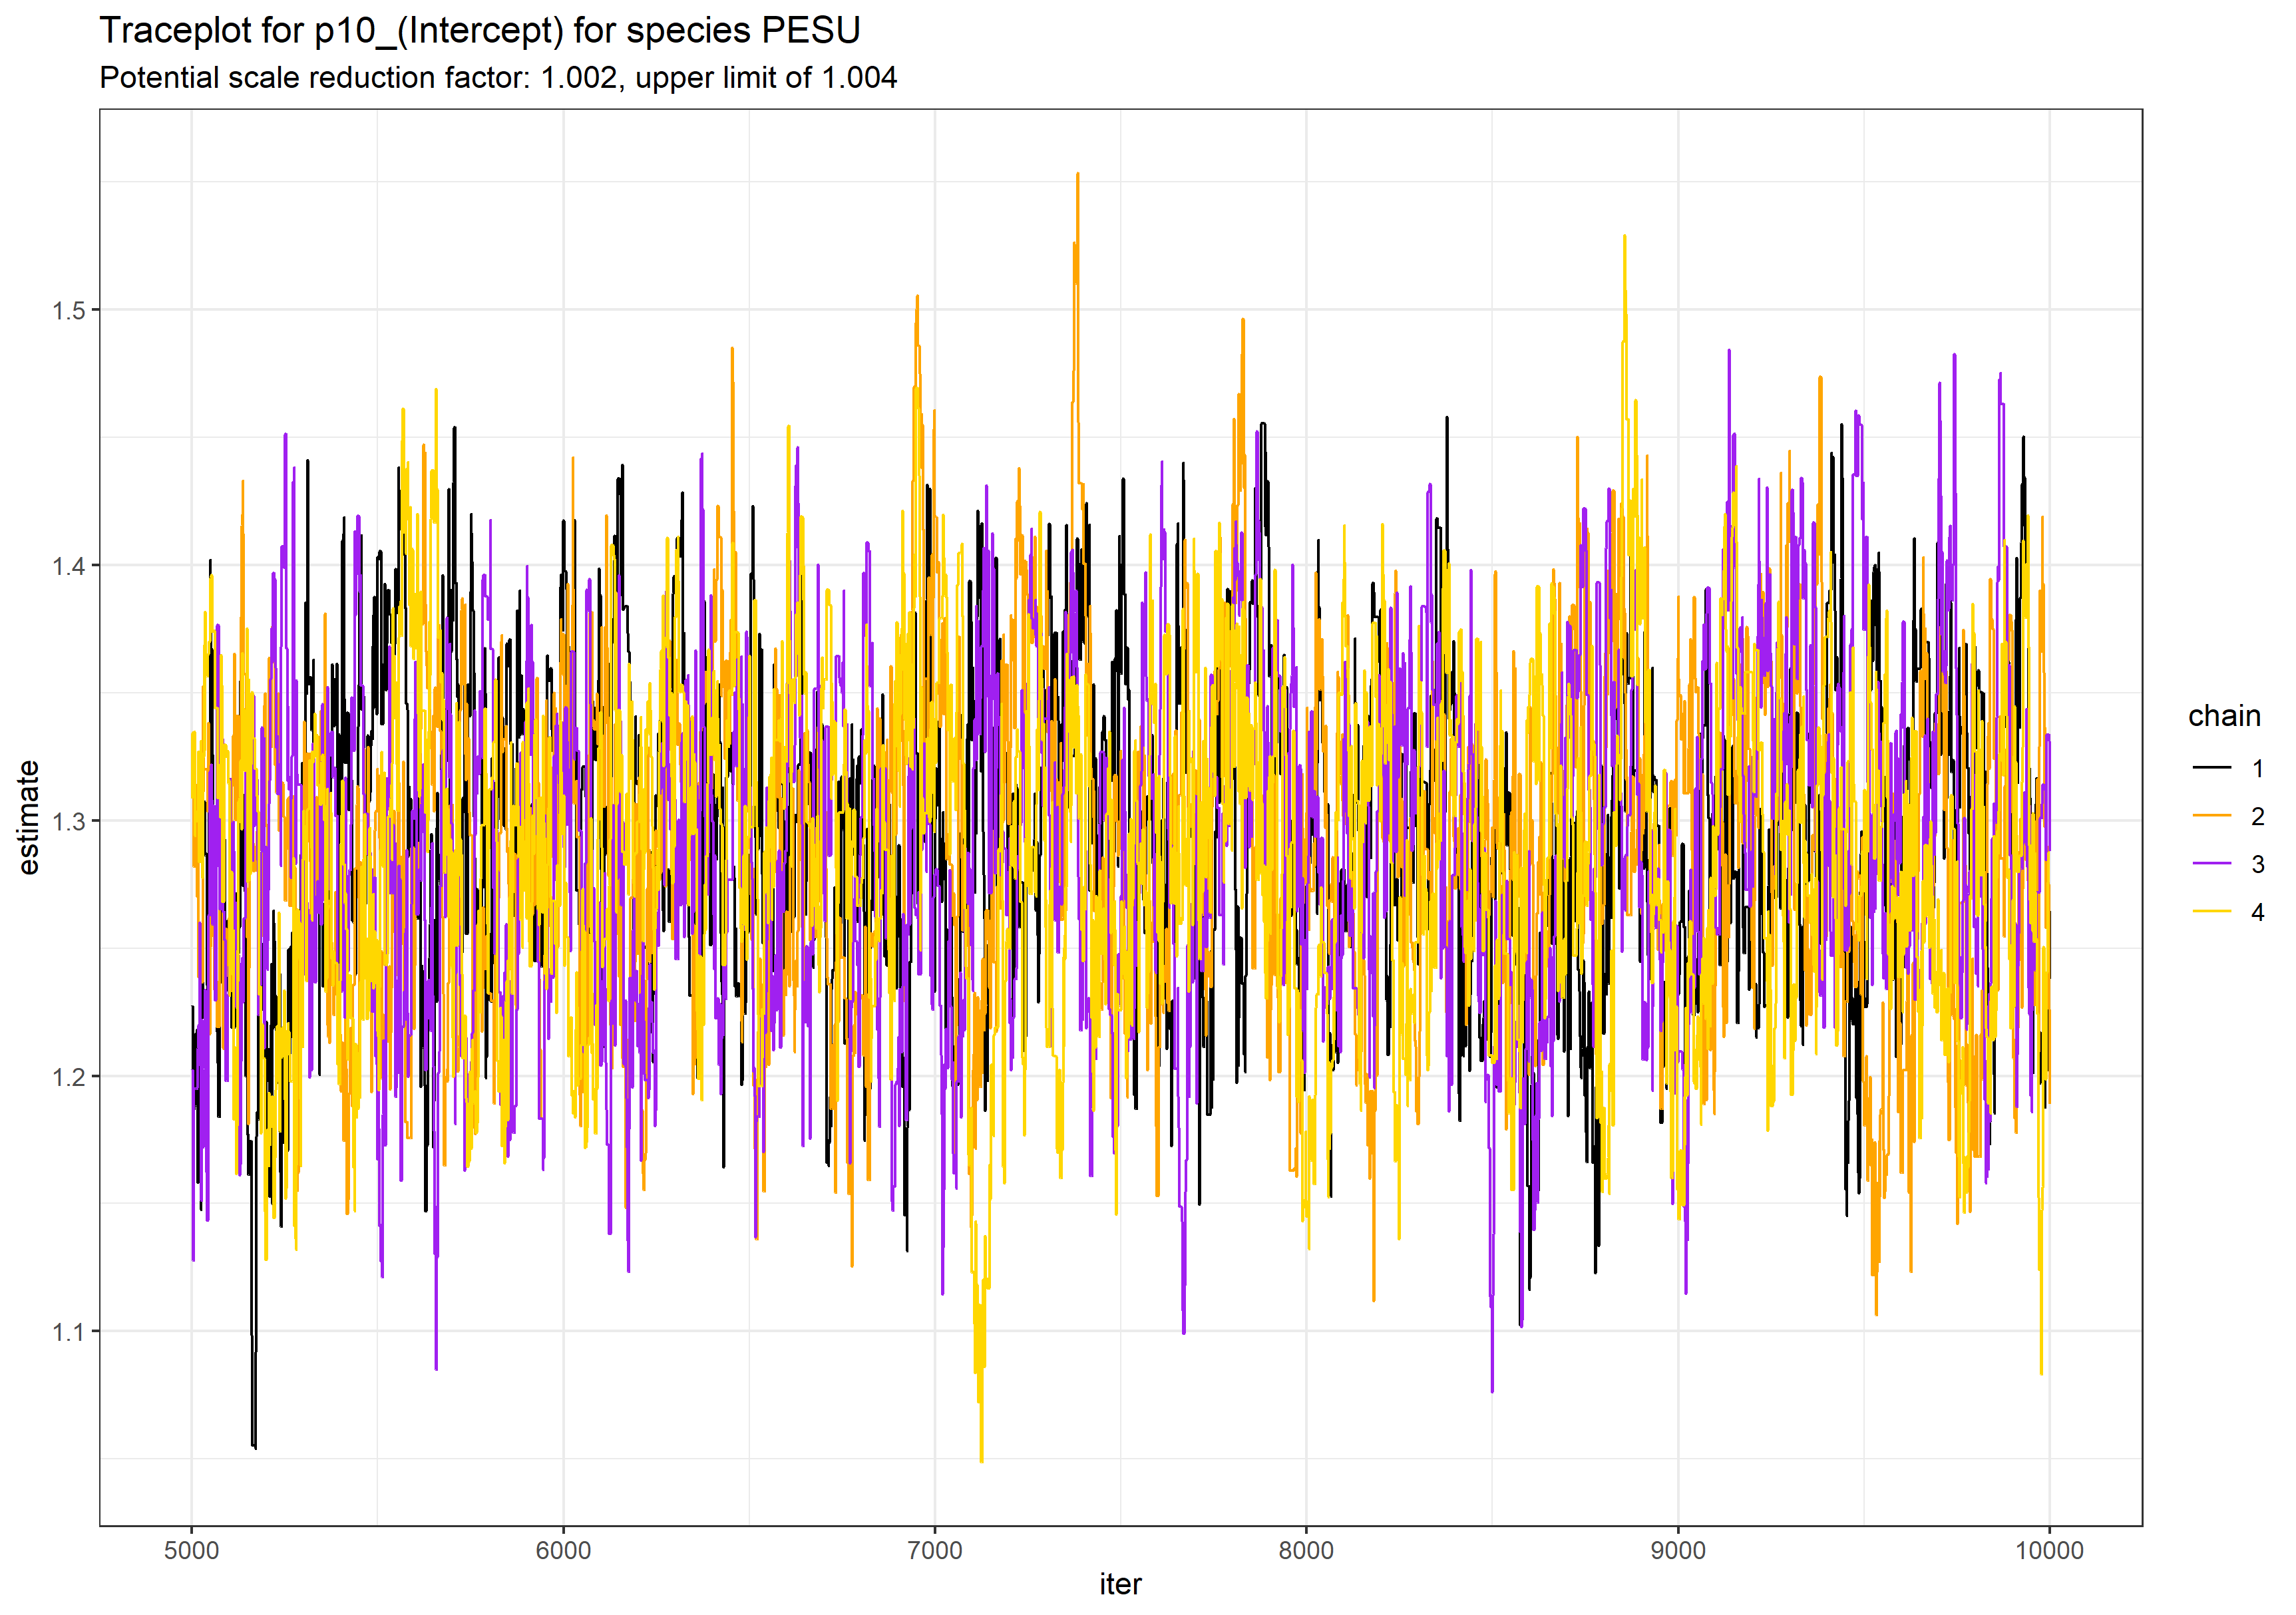 Traceplot for p10_(Intercept) for species PESU
Potential scale reduction factor: 1.002, upper limit of 1.004
1.5
1.4
1.3
1.2
1.1
estimate
5000 6000 7000 8000 9000 10000
iter
chain
1
2
3
4